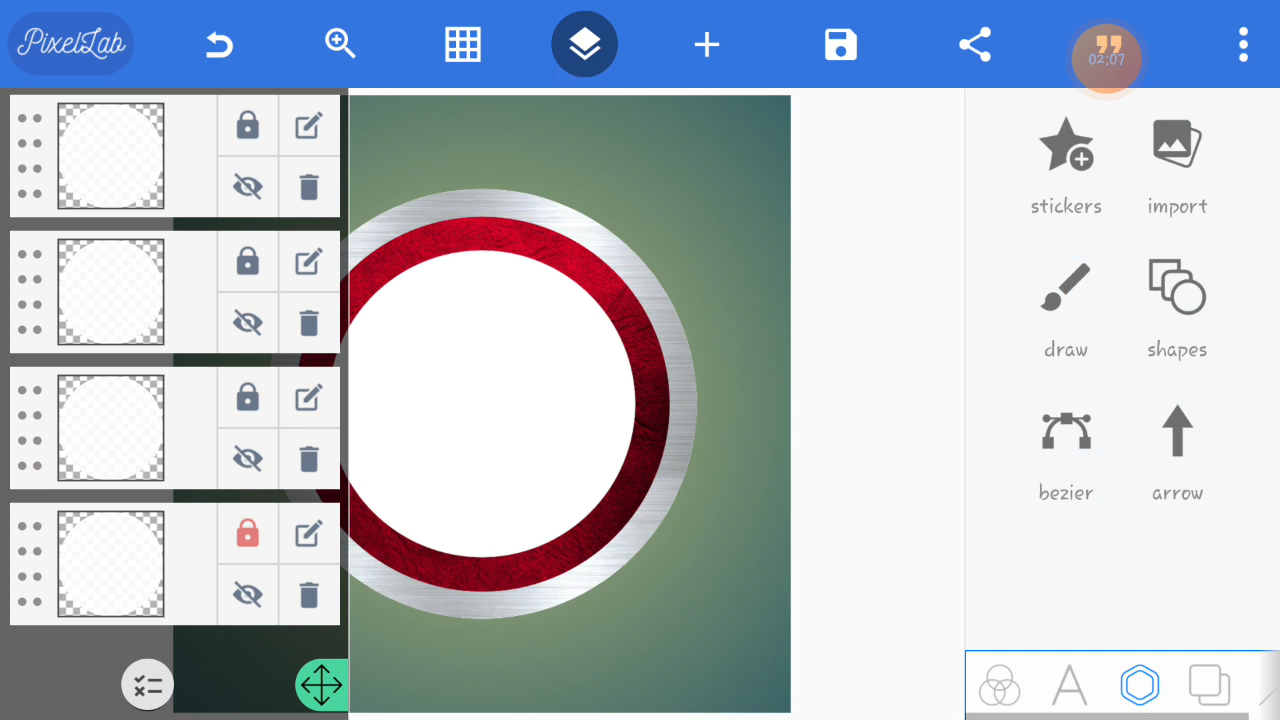 PixelLab
02:07
stickers
import
draw
shapes
bezier
arrow